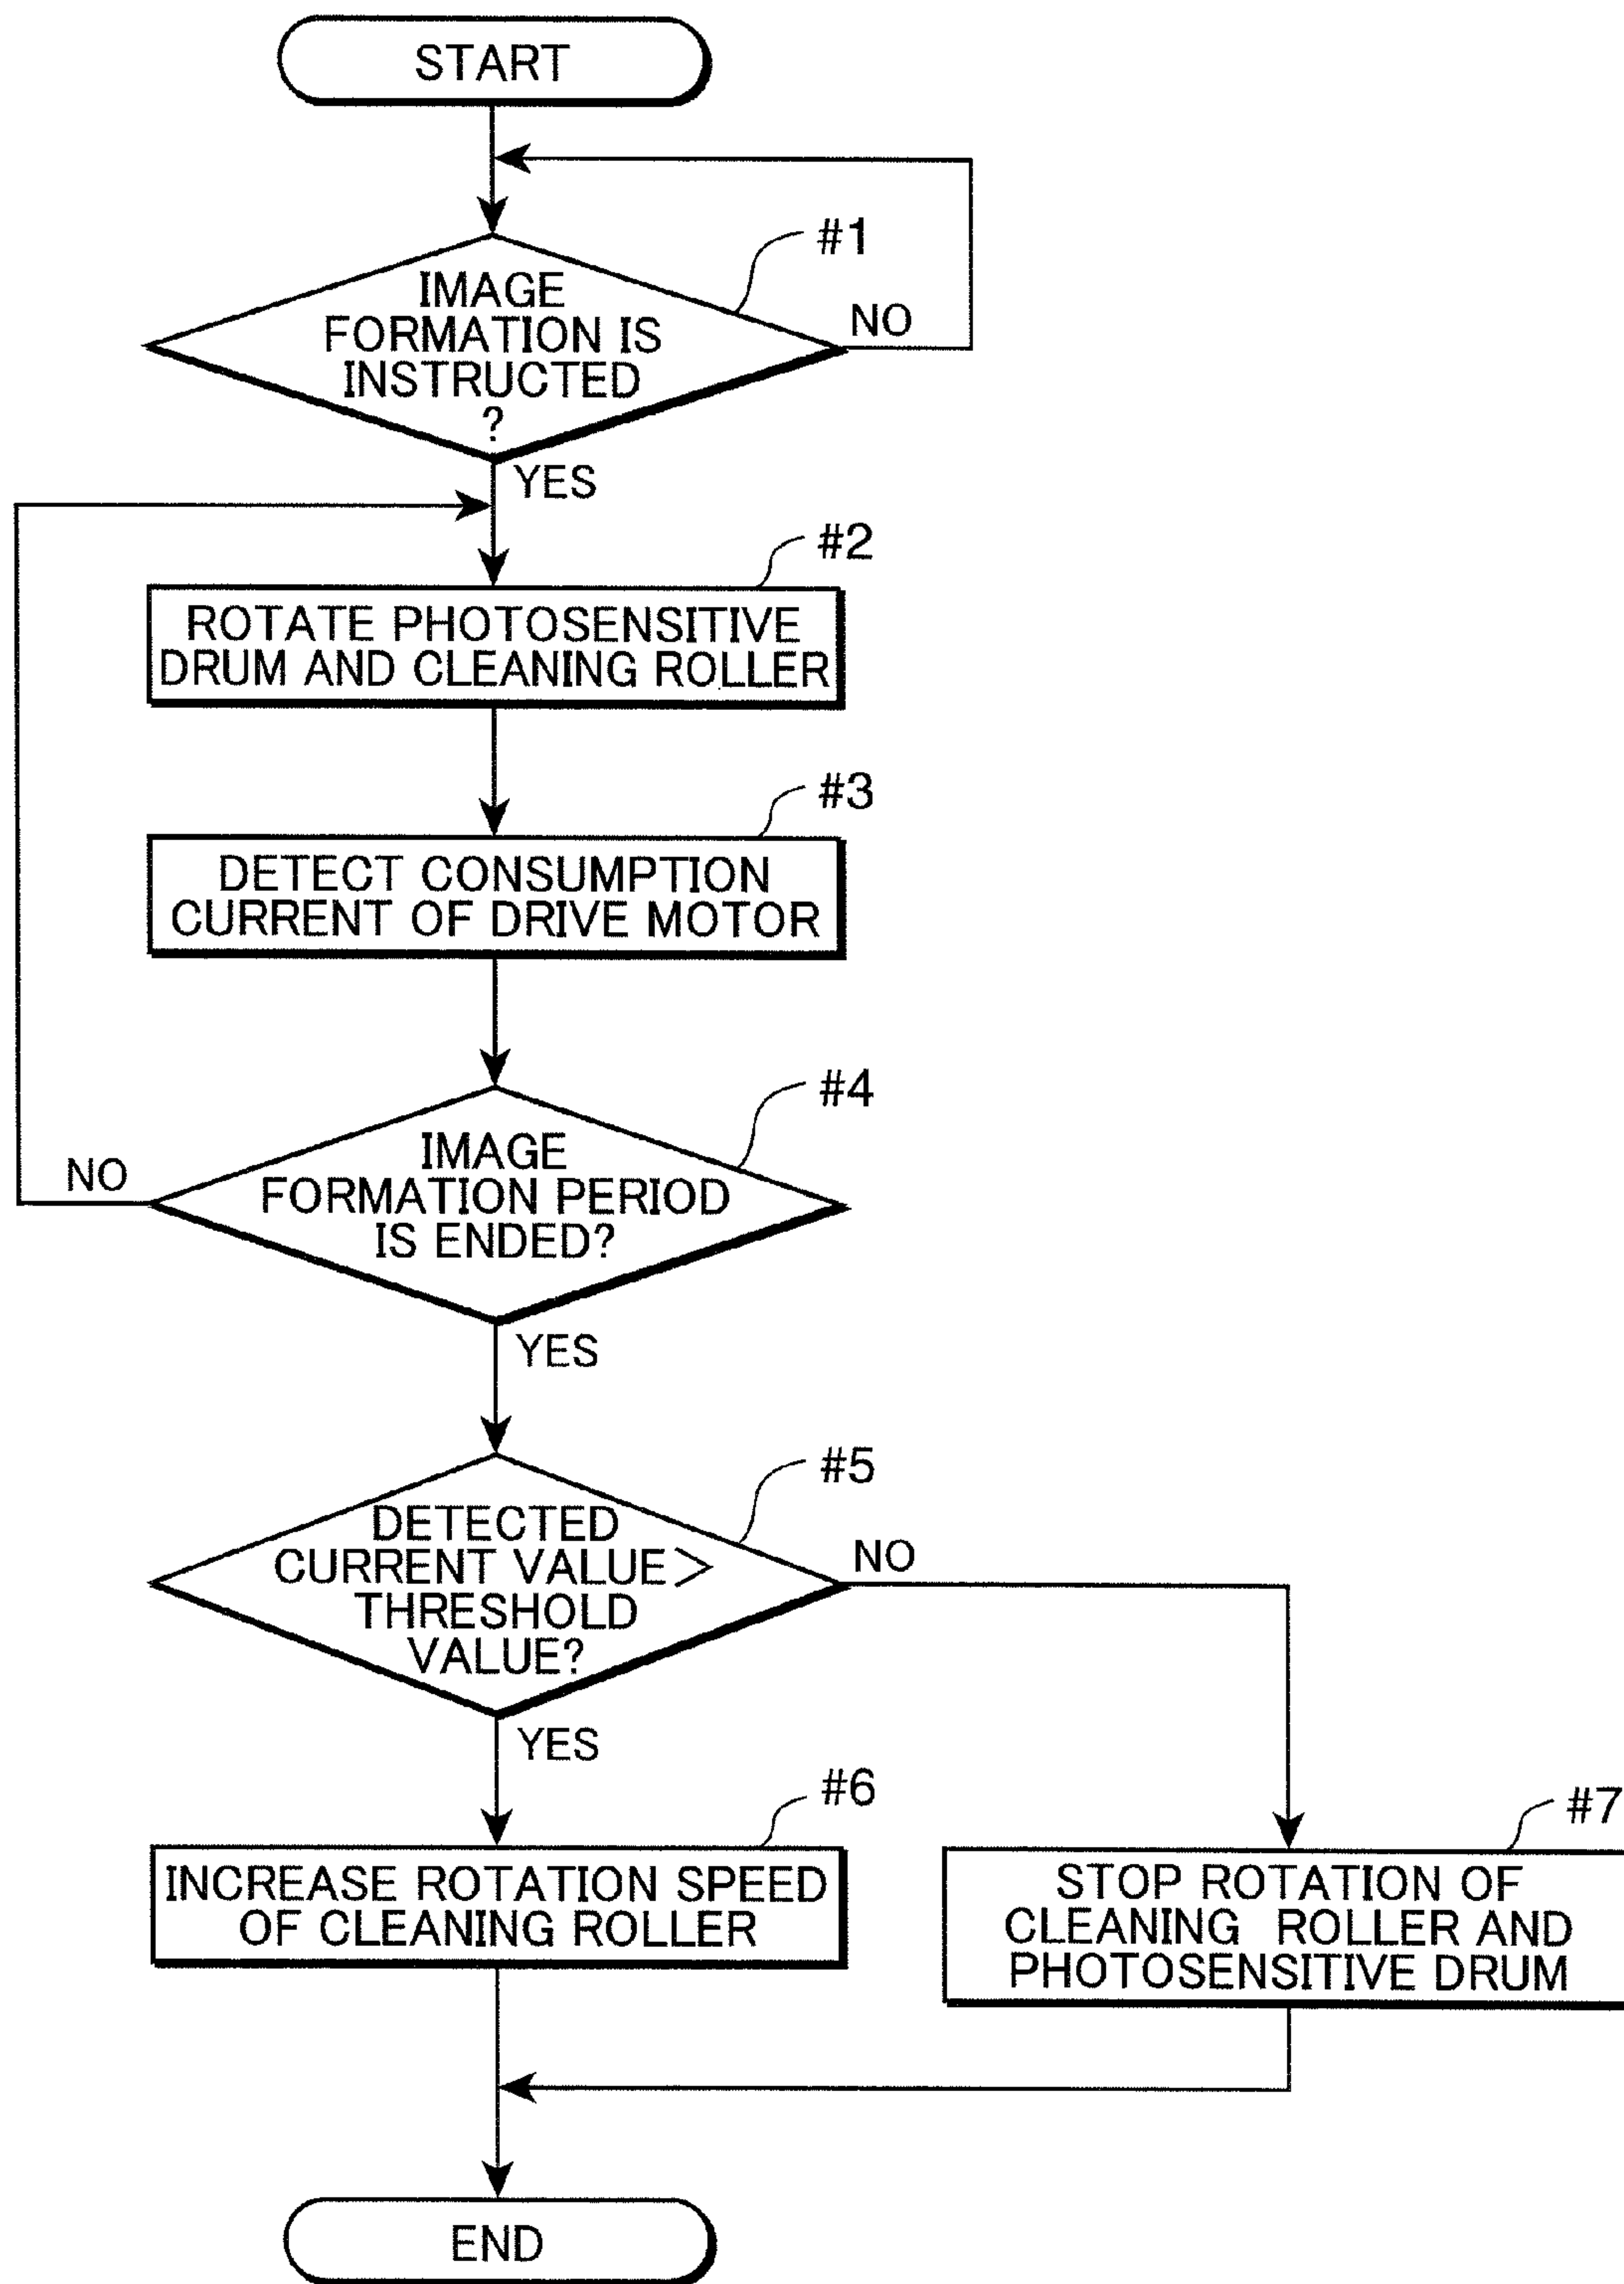 START
#1
IMAGE
FORMATION IS
INSTRUCTED
?
NO
YES
#2
ROTATE PHOTOSENSITIVE
DRUM AND CLEANING ROLLER
#3
DETECT CONSUMPTION
CURRENT OF DRIVE MOTOR
#4
IMAGE
FORMATION PERIOD
IS ENDED?
NO
YES
#5
DETECTED
CURRENT VALUE＞
THRESHOLD
VALUE?
NO
YES
#6
INCREASE ROTATION SPEED
OF CLEANING ROLLER
#7
STOP ROTATION OF
CLEANING ROLLER AND
PHOTOSENSITIVE DRUM
END